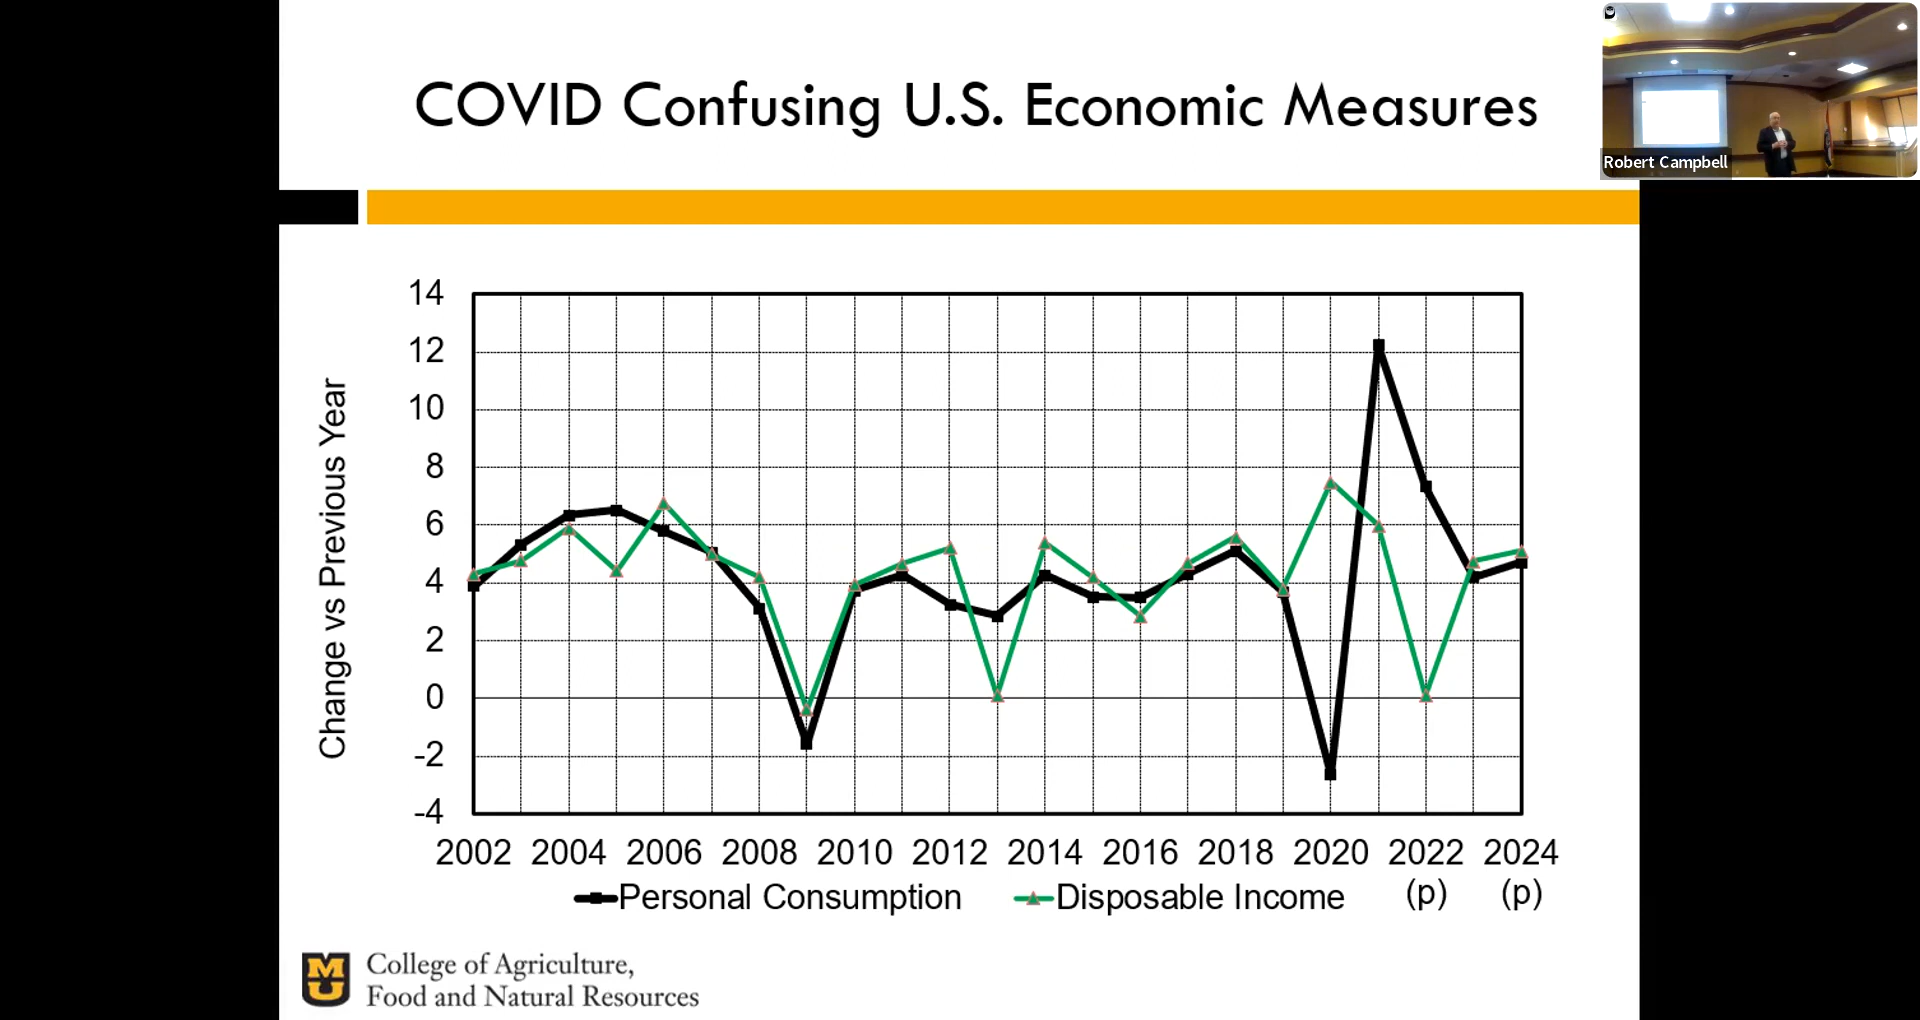 COVID Confusing U.S. Economic Measures
Robert Campbell
Change vs Previous Year
14
12
10
8
6
4
2
0
-2
-4
2002 2004 2006 2008 2010 2012 2014 2016 2018 2020 2022 2024
(p) (p)
Personal Consumption Disposable Income
MU
College of Agriculture,
Food and Natural Resources